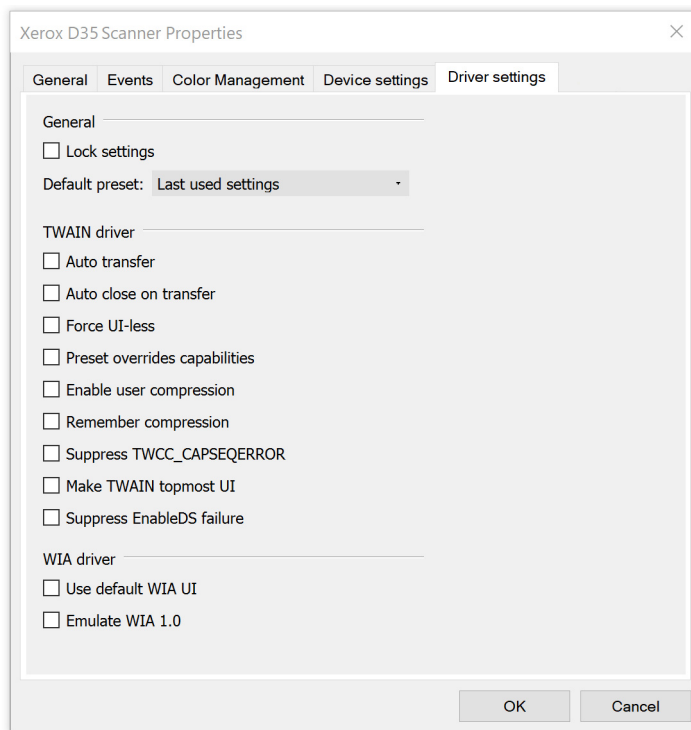 Xerox D35 Scanner Properties
General Events Color Management Device settings Driver settings
General
Lock settings
Default preset: Last used settings
TWAIN driver
Auto transfer
Auto close on transfer
Force UI-less
Preset overrides capabilities
Enable user compression
Remember compression
Suppress TWCC_CAPSEQERROR
Make TWAIN topmost UI
Suppress EnableDS failure
WIA driver
Use default WIA UI
Emulate WIA 1.0
OK Cancel